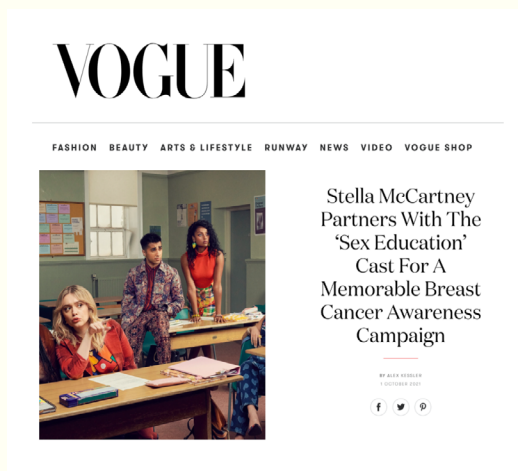 VOGUE
FASHION BEAUTY ARTS & LIFESTYLE RUNWAY NEWS VIDEO VOGUE SHOP
Stella McCartney
Partners With The
‘Sex Education’
Cast For A
Memorable Breast
Cancer Awareness
Campaign
BY ALEX KESSLER
1 OCTOBER 2021